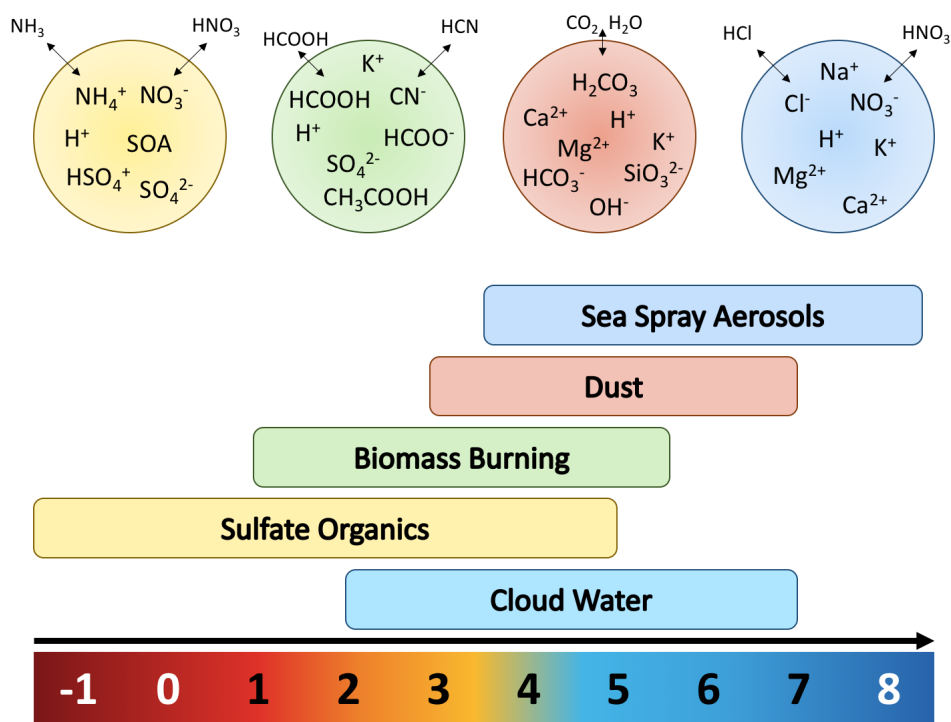 NH₃ HNO₃ HCOOH HCN CO₂ H₂O HCl HNO₃
NH₄⁺ NO₃⁻
H⁺ SOA
HSO₄⁺ SO₄²⁻
K⁺
HCOOH CN⁻
H⁺ HCOO⁻
SO₄²⁻
CH₃COOH
H₂CO₃
Ca²⁺ H⁺
Mg²⁺ K⁺
HCO₃⁻ SiO₃²⁻
OH⁻
Na⁺
Cl⁻ NO₃⁻
H⁺ K⁺
Mg²⁺
Ca²⁺
Sea Spray Aerosols
Dust
Biomass Burning
Sulfate Organics
Cloud Water
-1 0 1 2 3 4 5 6 7 8